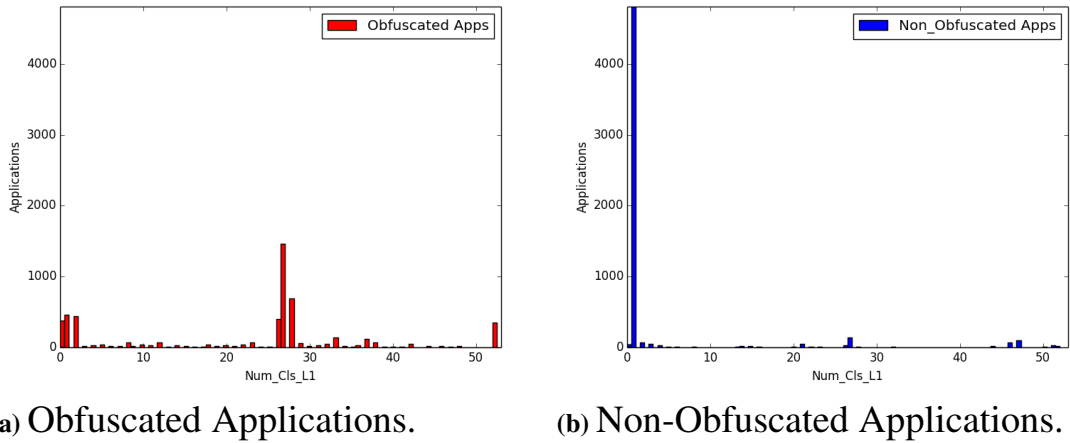 Obfuscated Apps
4000
3000
2000
1000
0
Applications
0 10 20 30 40 50
Num_Cls_L1
Non_Obfuscated Apps
4000
3000
2000
1000
0
Applications
0 10 20 30 40 50
Num_Cls_L1
a) Obfuscated Applications.
(b) Non-Obfuscated Applications.